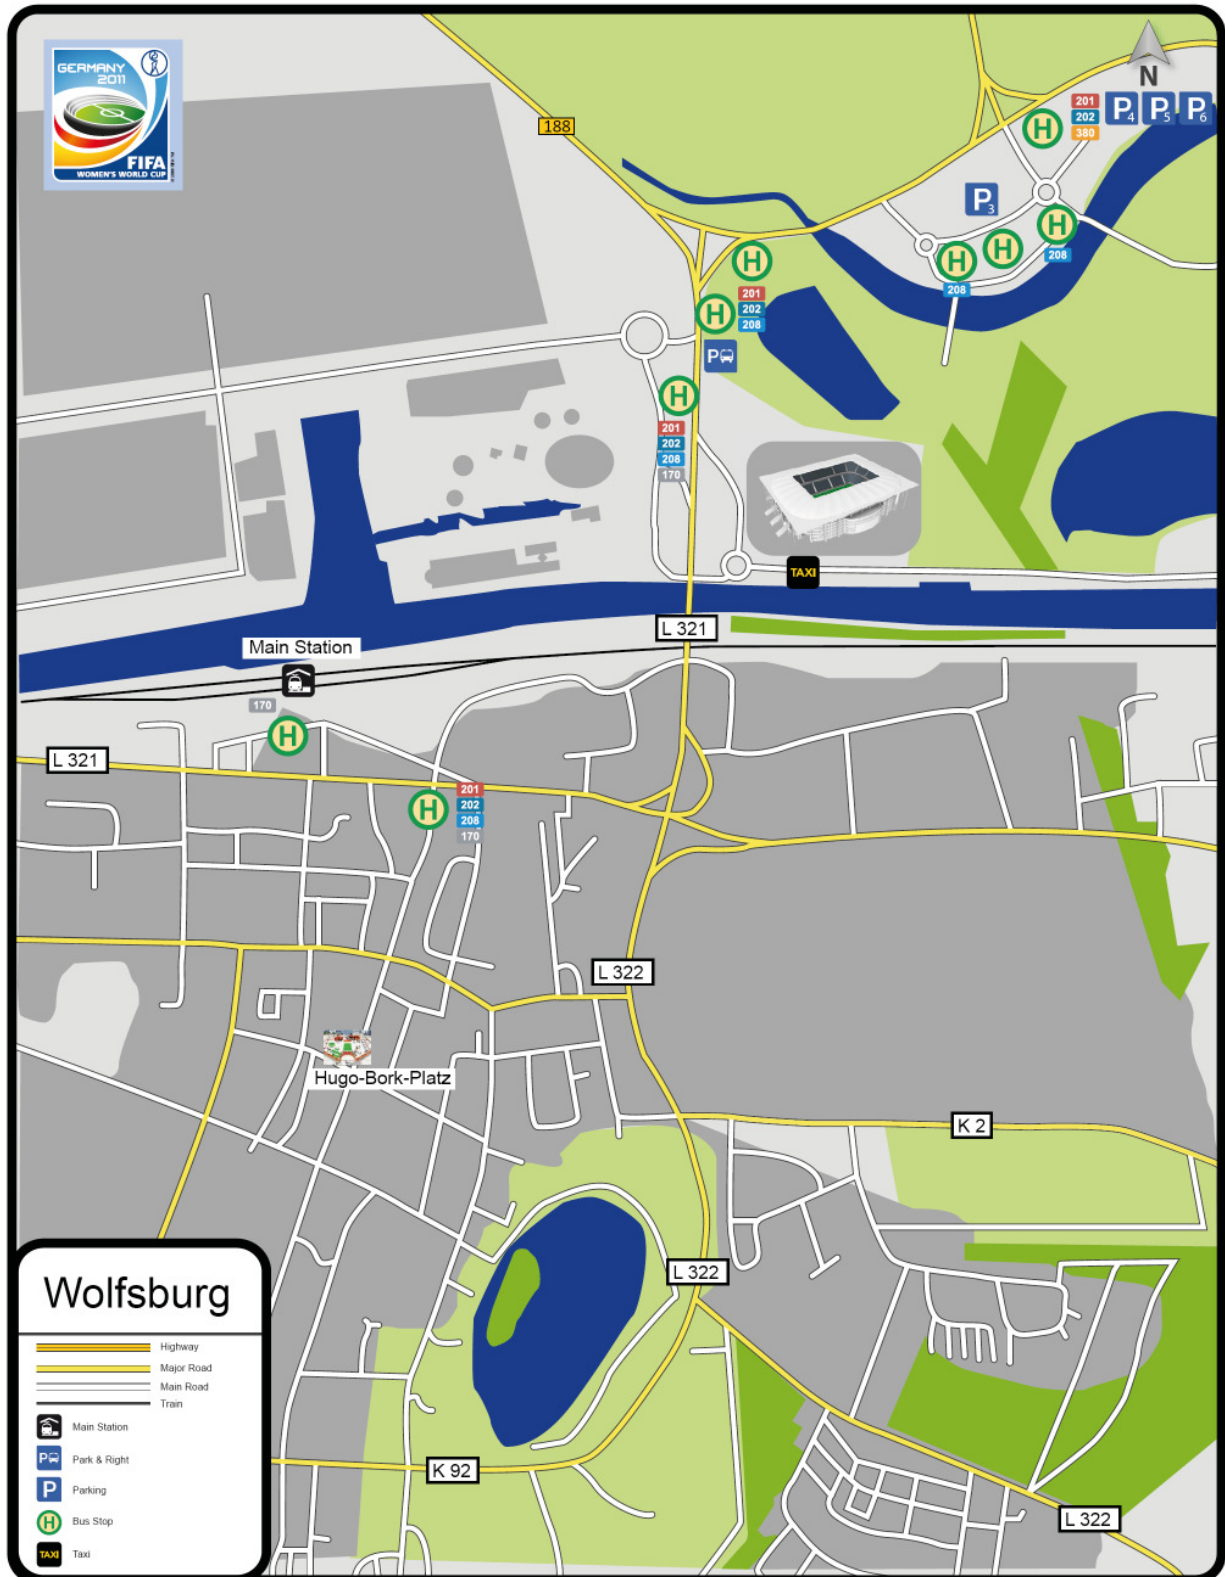 GERMANY
2011
FIFA
WOMEN'S WORLD CUP
188
N
201
202
380
P4
P5
P6
H
P3
H
H
H
208
208
H
201
202
208
H
P
H
201
202
208
170
TAXI
L 321
Main Station
170
H
L 321
H
201
202
208
170
L 322
Hugo-Bork-Platz
K 2
L 322
K 92
L 322
Wolfsburg
Highway
Major Road
Main Road
Train
Main Station
P Park & Right
P Parking
H Bus Stop
TAXI Taxi